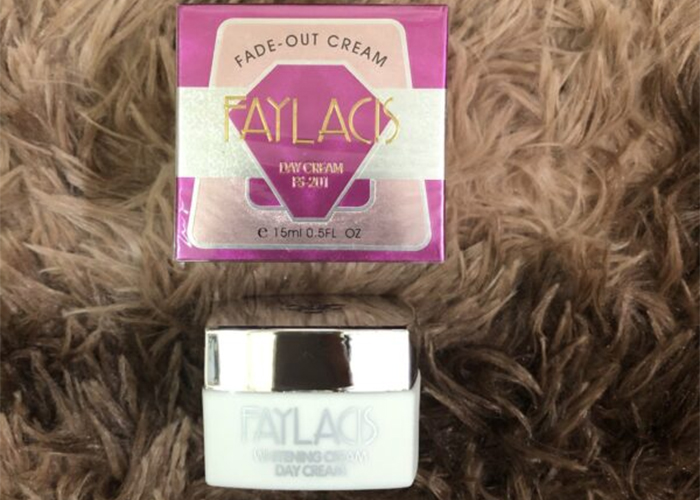 FADE-OUT CREAM
FAYLACIS
DAY CREAM
FS-201
e 15ml 0.5FL OZ
FAYLACIS
WHITENING CREAM
DAY CREAM